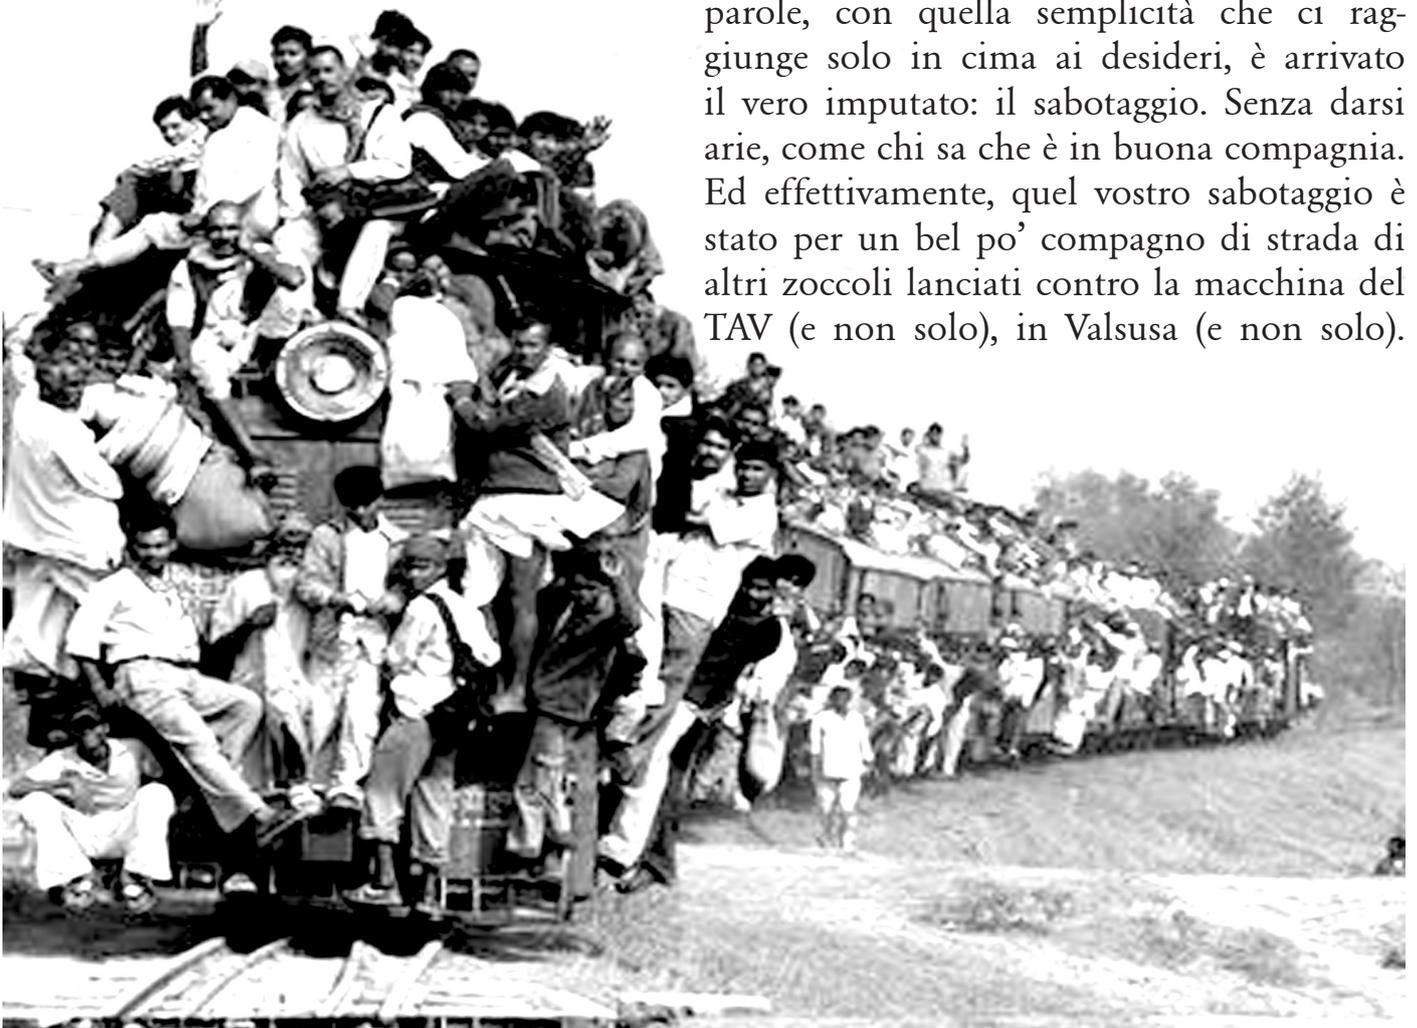 parole, con quella semplicità che ci rag-
giunge solo in cima ai desideri, è arrivato
il vero imputato: il sabotaggio. Senza darsi
arie, come chi sa che è in buona compagnia.
Ed effettivamente, quel vostro sabotaggio è
stato per un bel po’ compagno di strada di
altri zoccoli lanciati contro la macchina del
TAV (e non solo), in Valsusa (e non solo).